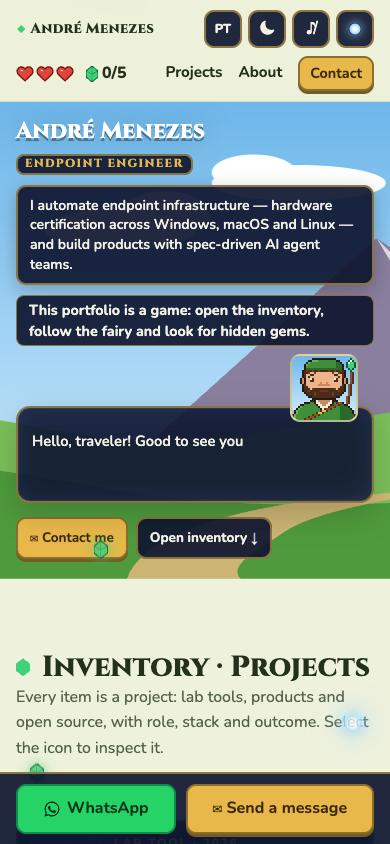 ANDRÉ MENEZES
PT
0/5
Projects
About
Contact
ANDRÉ MENEZES
ENDPOINT ENGINEER
I automate endpoint infrastructure — hardware
certification across Windows, macOS and Linux —
and build products with spec-driven AI agent
teams.
This portfolio is a game: open the inventory,
follow the fairy and look for hidden gems.
Hello, traveler! Good to see you
✉ Contact me
Open inventory ↓
INVENTORY · PROJECTS
Every item is a project: lab tools, products and
open source, with role, stack and outcome. Select
the icon to inspect it.
WhatsApp
✉ Send a message